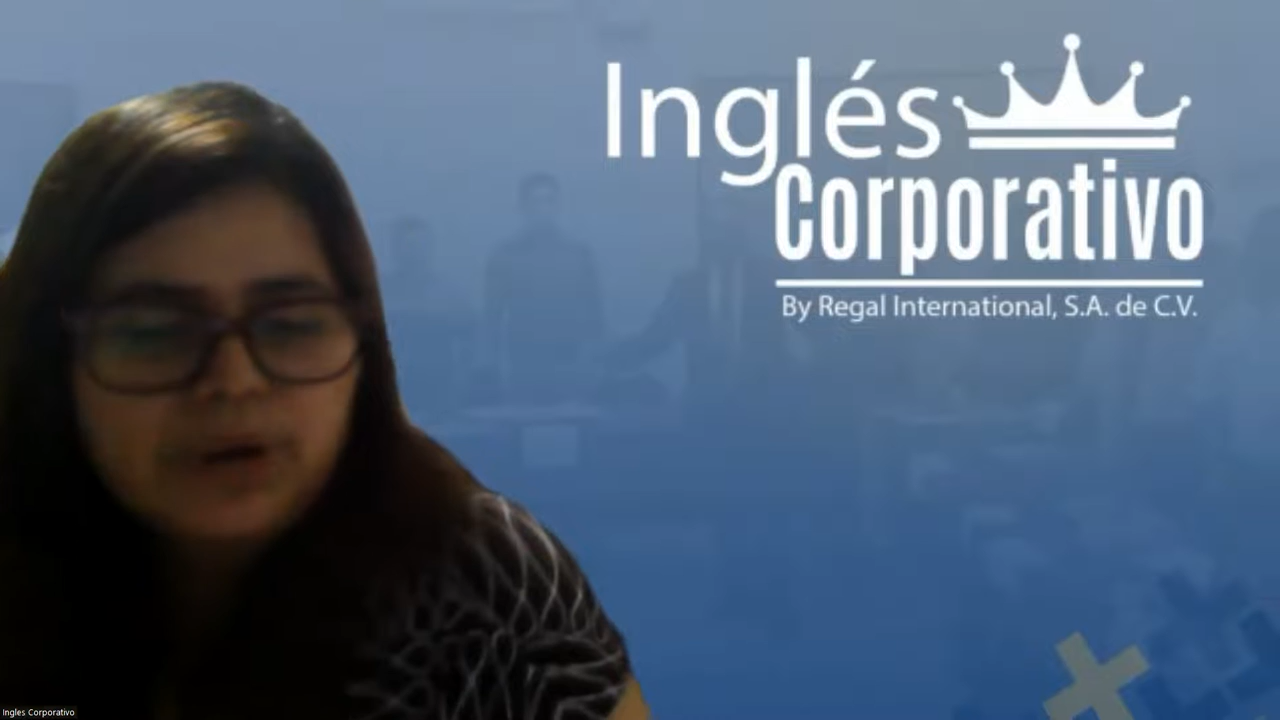 Inglés
Corporativo
By Regal International, S.A. de C.V.
Ingles Corporativo